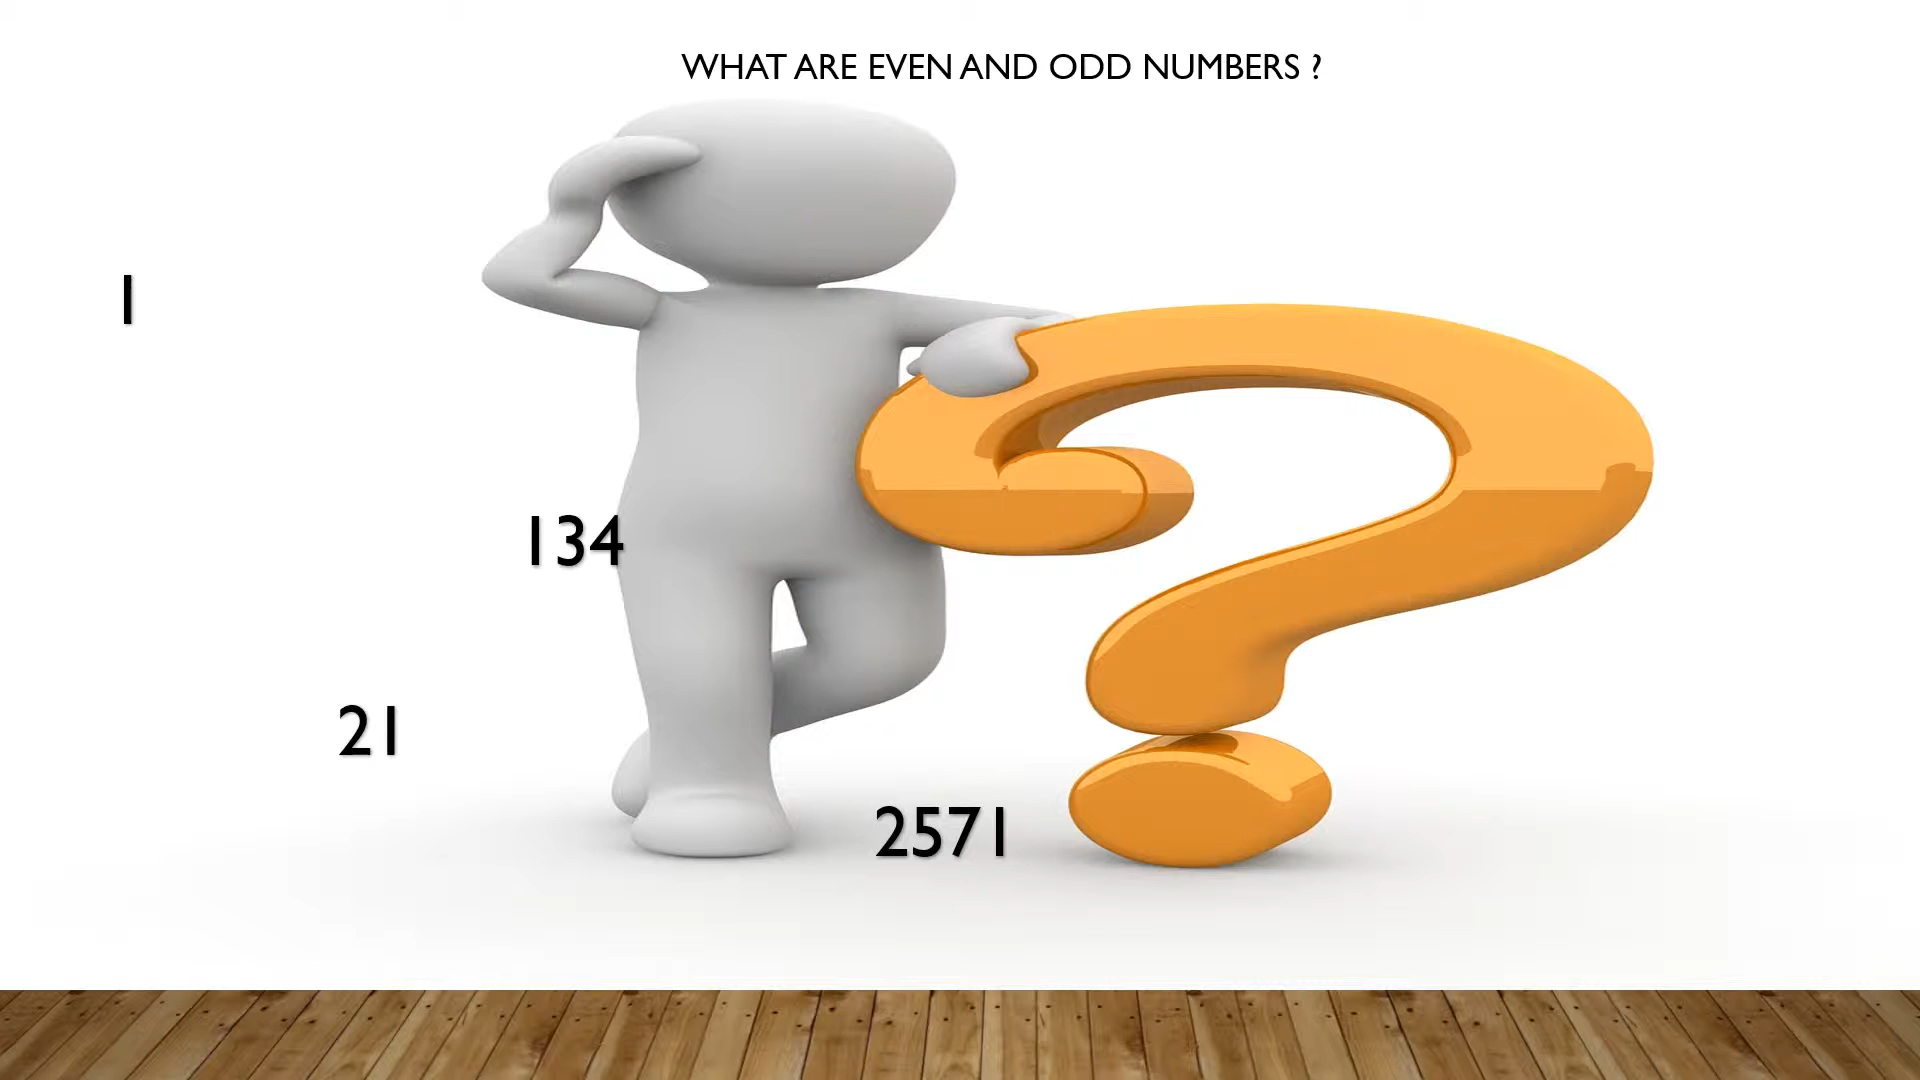 WHAT ARE EVEN AND ODD NUMBERS ?
1
134
21
2571